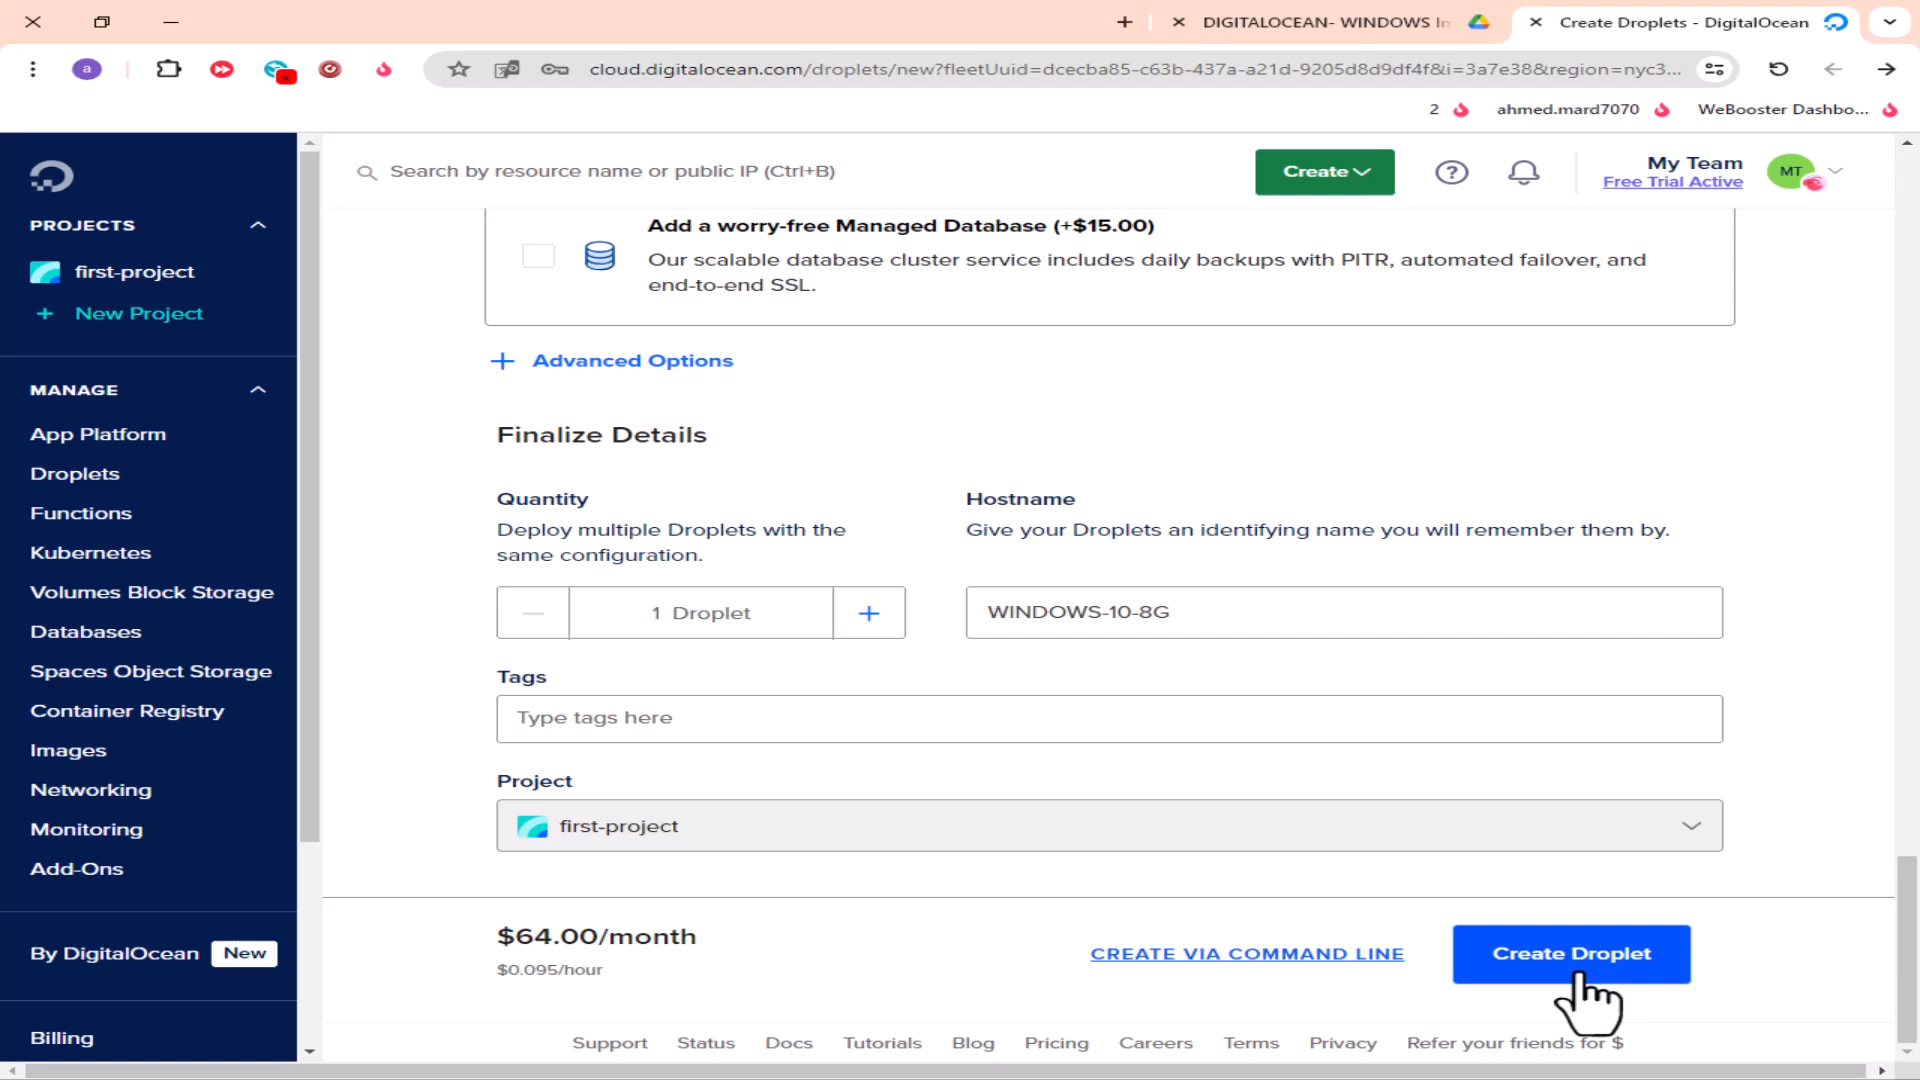 DIGITALOCEAN- WINDOWS In
Create Droplets - DigitalOcean
a
cloud.digitalocean.com/droplets/new?fleetUuid=dcecba85-c63b-437a-a21d-9205d8d9df4f&i=3a7e38&region=nyc3...
2
ahmed.mard7070
WeBooster Dashbo...
Search by resource name or public IP (Ctrl+B)
Create
?
My Team
Free Trial Active
MT
PROJECTS
first-project
+ New Project
MANAGE
App Platform
Droplets
Functions
Kubernetes
Volumes Block Storage
Databases
Spaces Object Storage
Container Registry
Images
Networking
Monitoring
Add-Ons
By DigitalOcean New
Billing
Add a worry-free Managed Database (+$15.00)
Our scalable database cluster service includes daily backups with PITR, automated failover, and
end-to-end SSL.
+ Advanced Options
Finalize Details
Quantity
Deploy multiple Droplets with the
same configuration.
1 Droplet
Hostname
Give your Droplets an identifying name you will remember them by.
WINDOWS-10-8G
Tags
Type tags here
Project
first-project
$64.00/month
$0.095/hour
CREATE VIA COMMAND LINE
Create Droplet
Support Status Docs Tutorials Blog Pricing Careers Terms Privacy Refer your friends for $